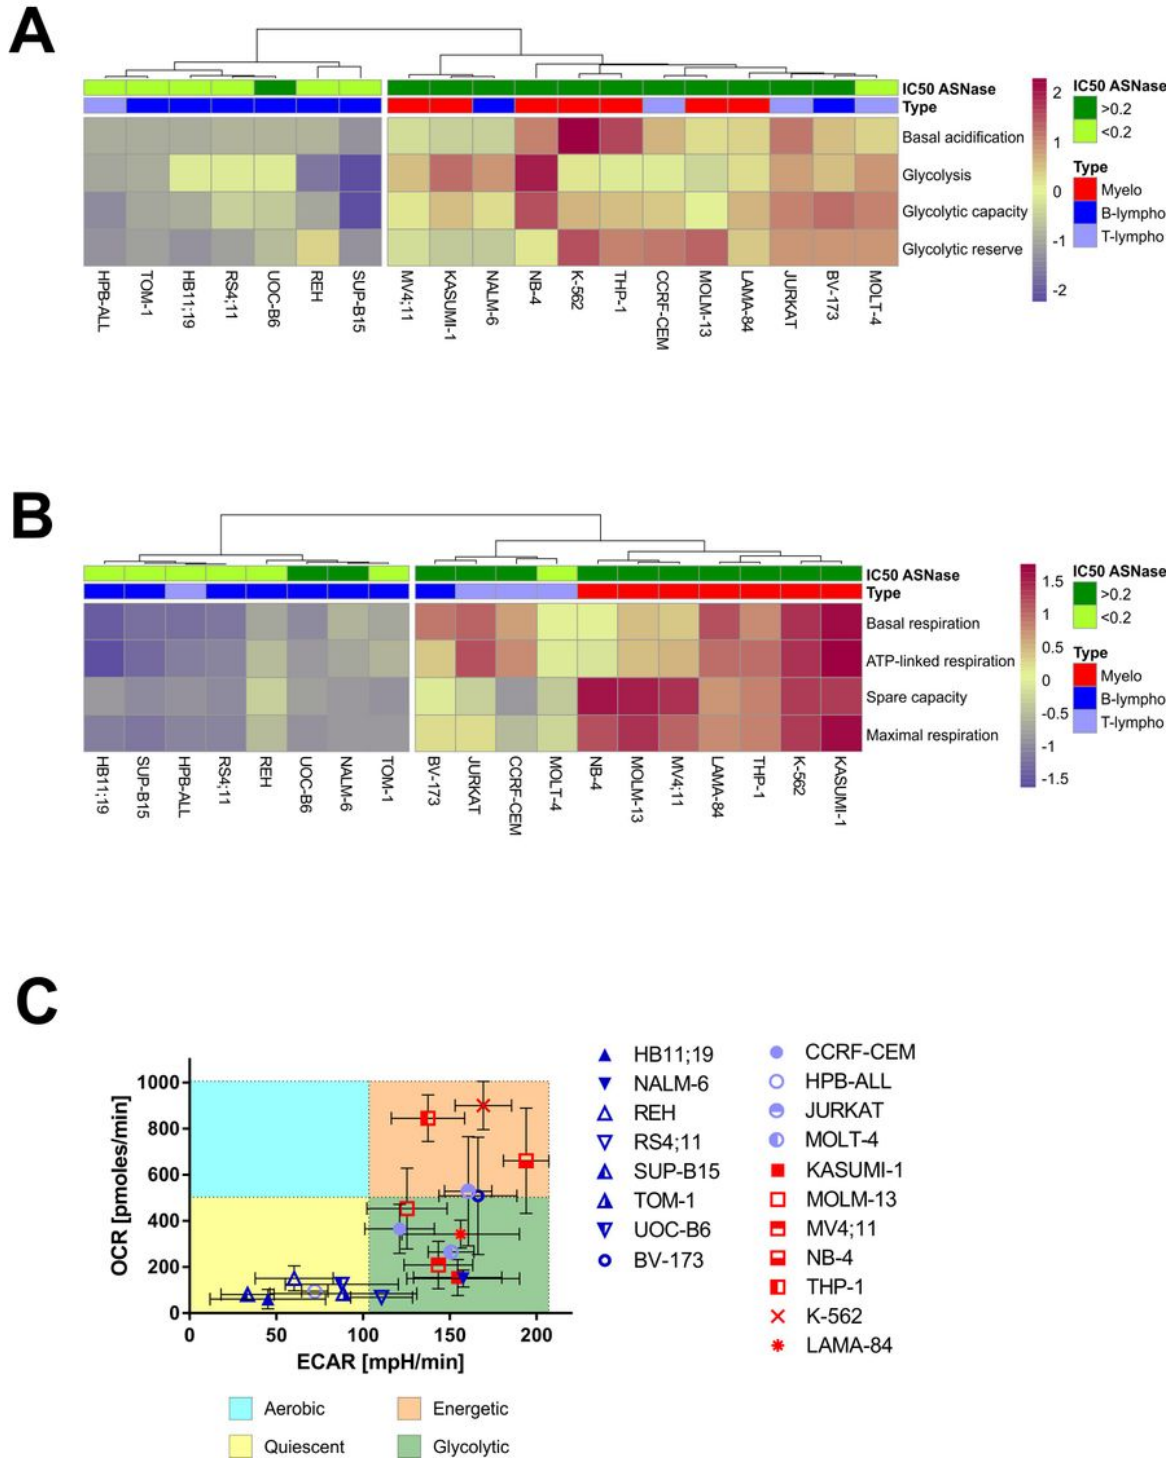 A
IC50 ASNase
Type
Basal acidification
Glycolysis
Glycolytic capacity
Glycolytic reserve
HPB-ALL
TOM-1
HB11;19
RS4;11
UOC-B6
REH
SUP-B15
MV4;11
KASUMI-1
NALM-6
NB-4
K-562
THP-1
CCRF-CEM
MOLM-13
LAMA-84
JURKAT
BV-173
MOLT-4
2
1
0
-1
-2
IC50 ASNase
>0.2
<0.2
Type
Myelo
B-lympho
T-lympho
B
IC50 ASNase
Type
Basal respiration
ATP-linked respiration
Spare capacity
Maximal respiration
HB11;19
SUP-B15
HPB-ALL
RS4;11
REH
UOC-B6
NALM-6
TOM-1
BV-173
JURKAT
CCRF-CEM
MOLT-4
NB-4
MOLM-13
MV4;11
LAMA-84
THP-1
K-562
KASUMI-1
1.5
1
0.5
0
-0.5
-1
-1.5
IC50 ASNase
>0.2
<0.2
Type
Myelo
B-lympho
T-lympho
C
OCR [pmoles/min]
1000
800
600
400
200
0
0 50 100 150 200
ECAR [mpH/min]
Aerobic
Energetic
Quiescent
Glycolytic
HB11;19
NALM-6
REH
RS4;11
SUP-B15
TOM-1
UOC-B6
BV-173
CCRF-CEM
HPB-ALL
JURKAT
MOLT-4
KASUMI-1
MOLM-13
MV4;11
NB-4
THP-1
K-562
LAMA-84